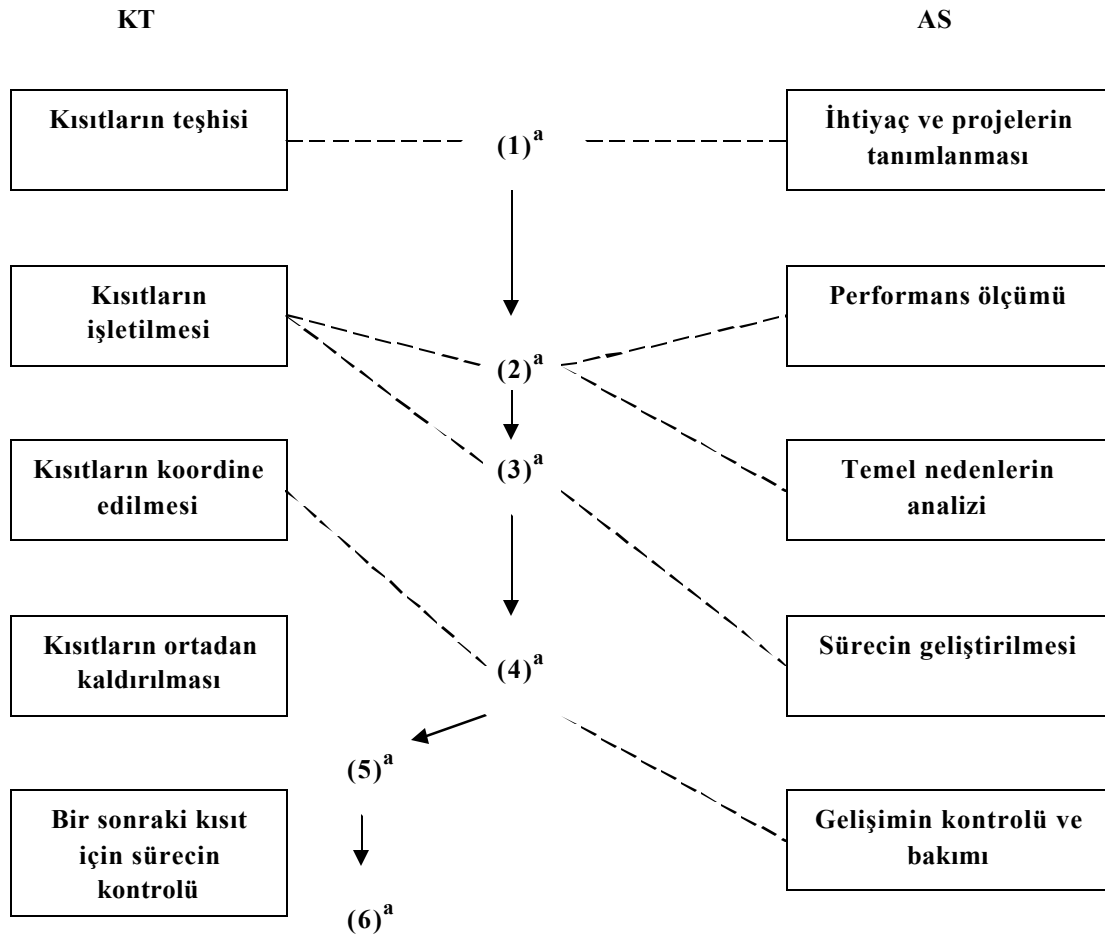 KT
AS
Kısıtların teşhisi
(1)a
İhtiyaç ve projelerin
tanımlanması
Kısıtların
işletilmesi
Performans ölçümü
(2)a
Kısıtların koordine
edilmesi
(3)a
Temel nedenlerin
analizi
Kısıtların ortadan
kaldırılması
(4)a
Sürecin geliştirilmesi
(5)a
Bir sonraki kısıt
için sürecin
kontrolü
Gelişimin kontrolü ve
bakımı
(6)a